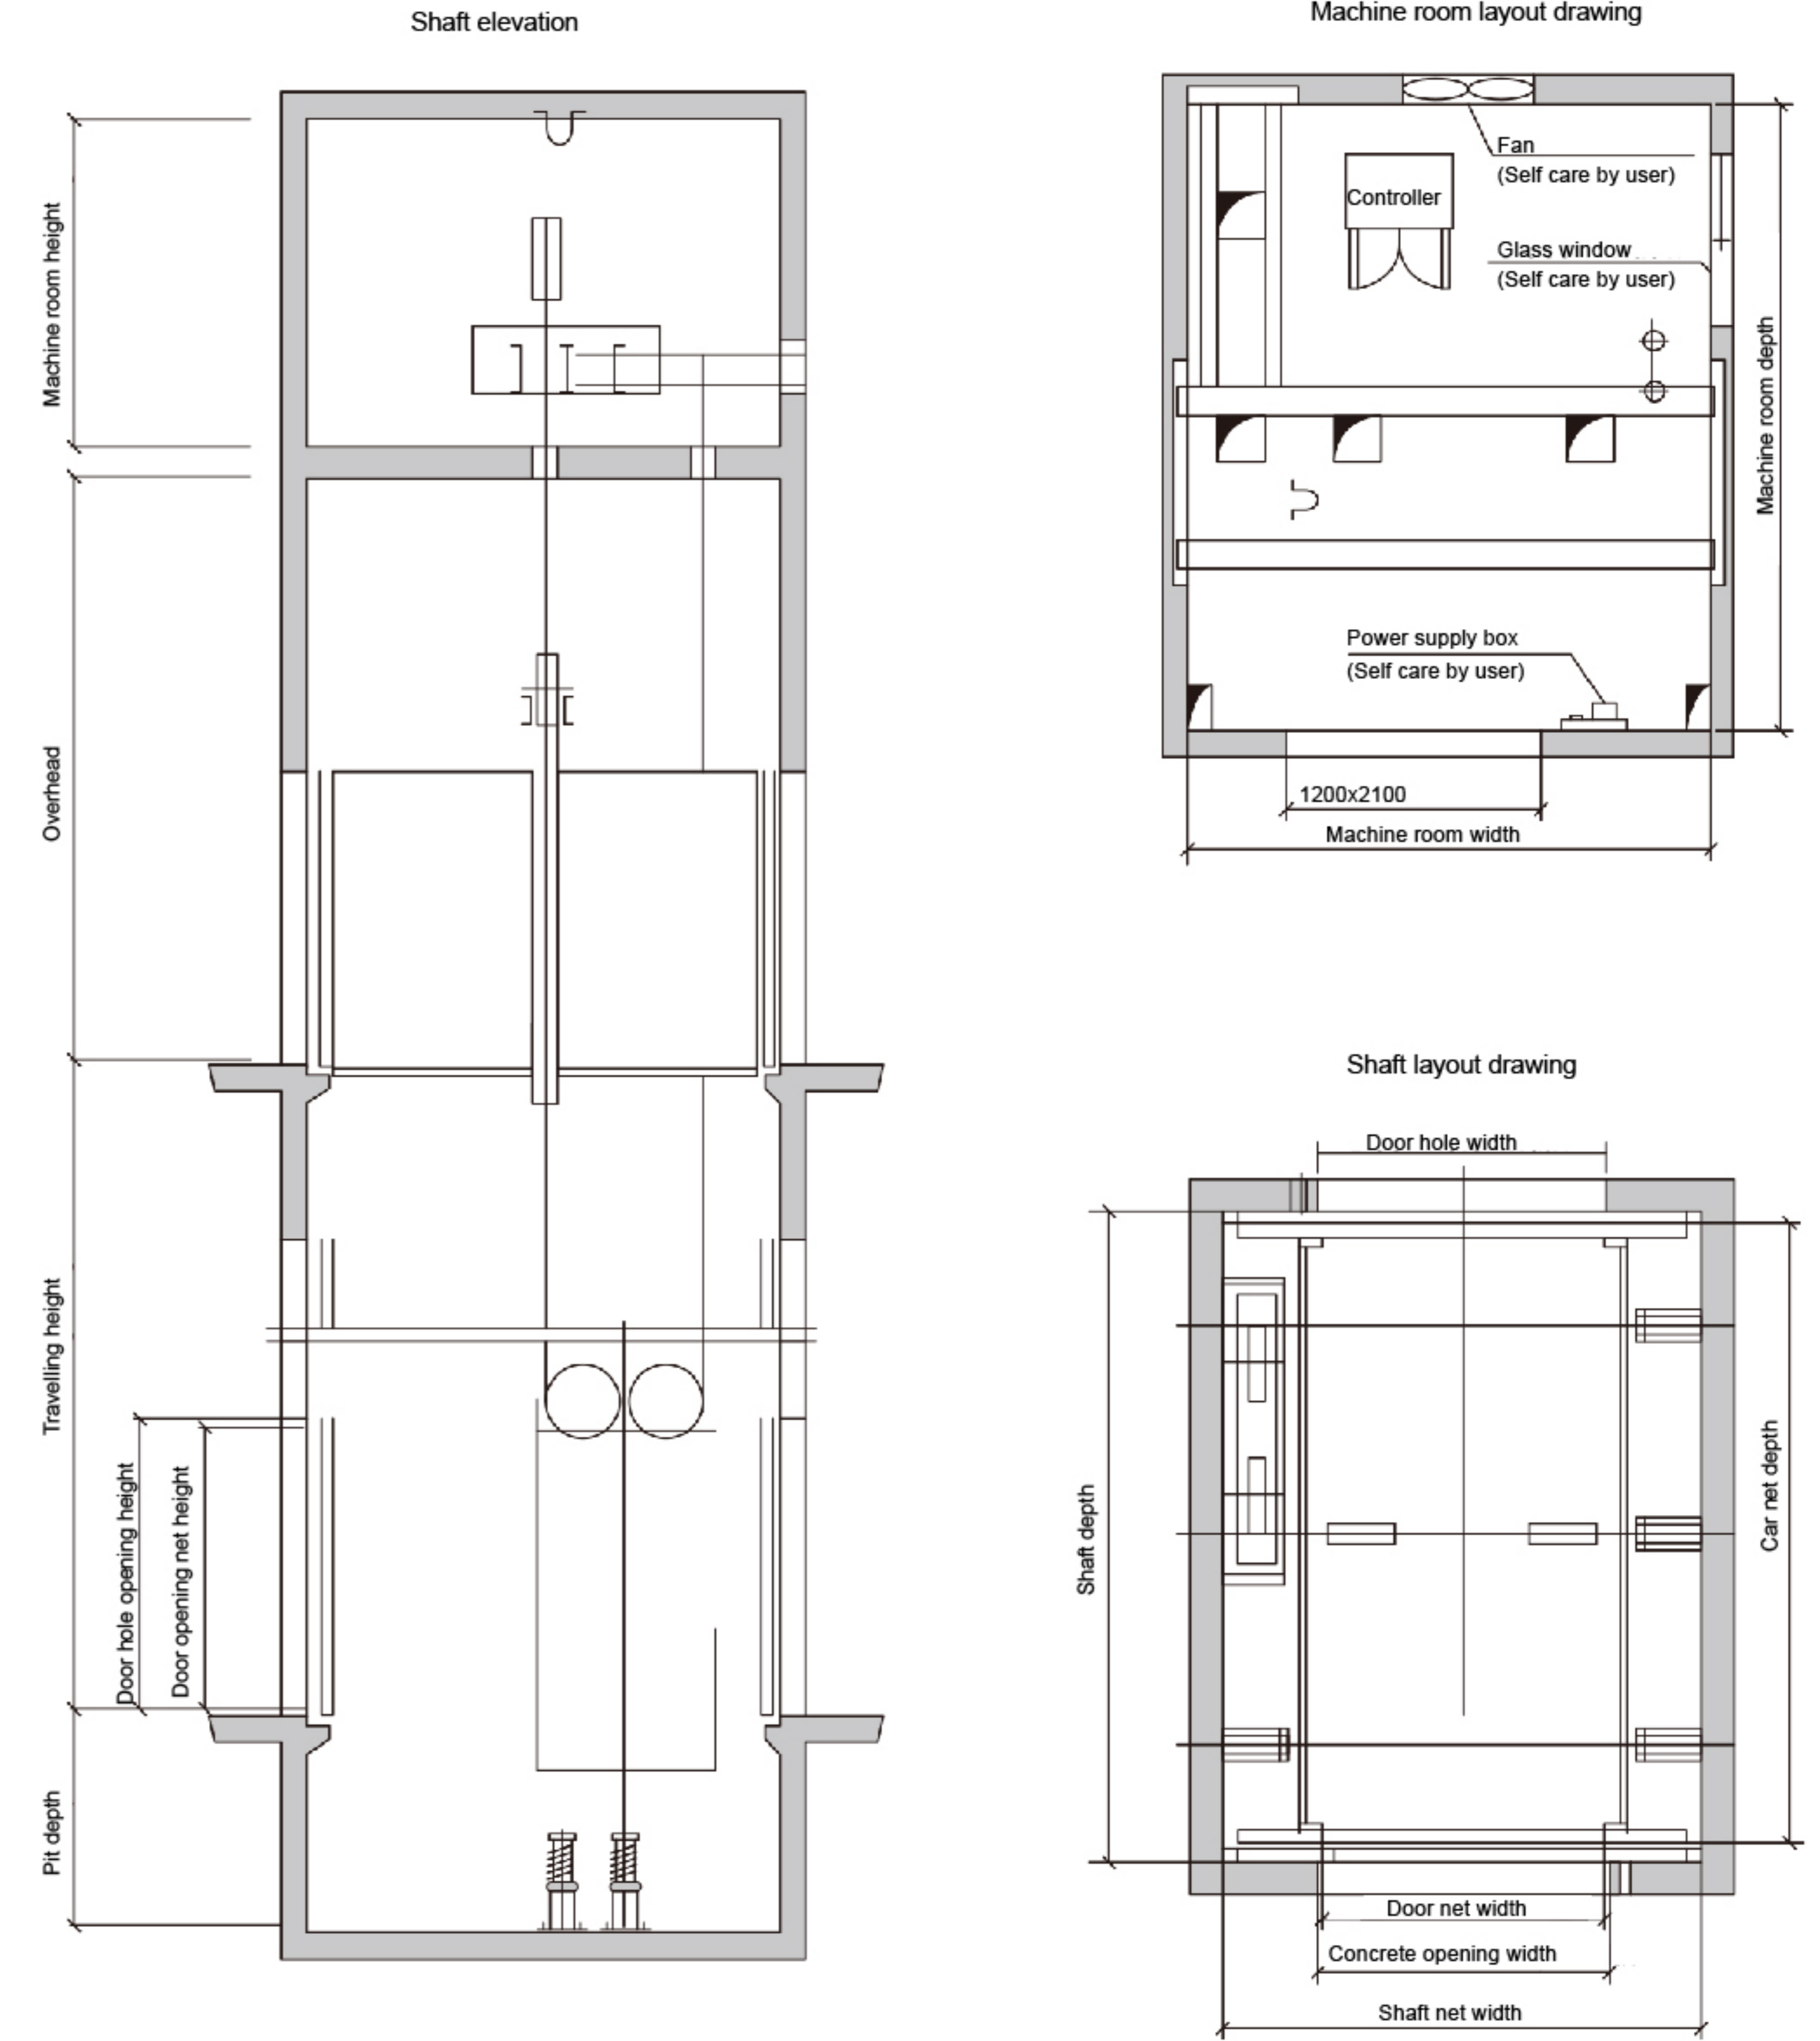 Shaft elevation
Machine room height
Overhead
Travelling height
Door hole opening height
Door opening net height
Pit depth
Machine room layout drawing
Fan
(Self care by user)
Controller
Glass window
(Self care by user)
Machine room depth
Power supply box
(Self care by user)
1200x2100
Machine room width
Shaft layout drawing
Door hole width
Shaft depth
Car net depth
Door net width
Concrete opening width
Shaft net width